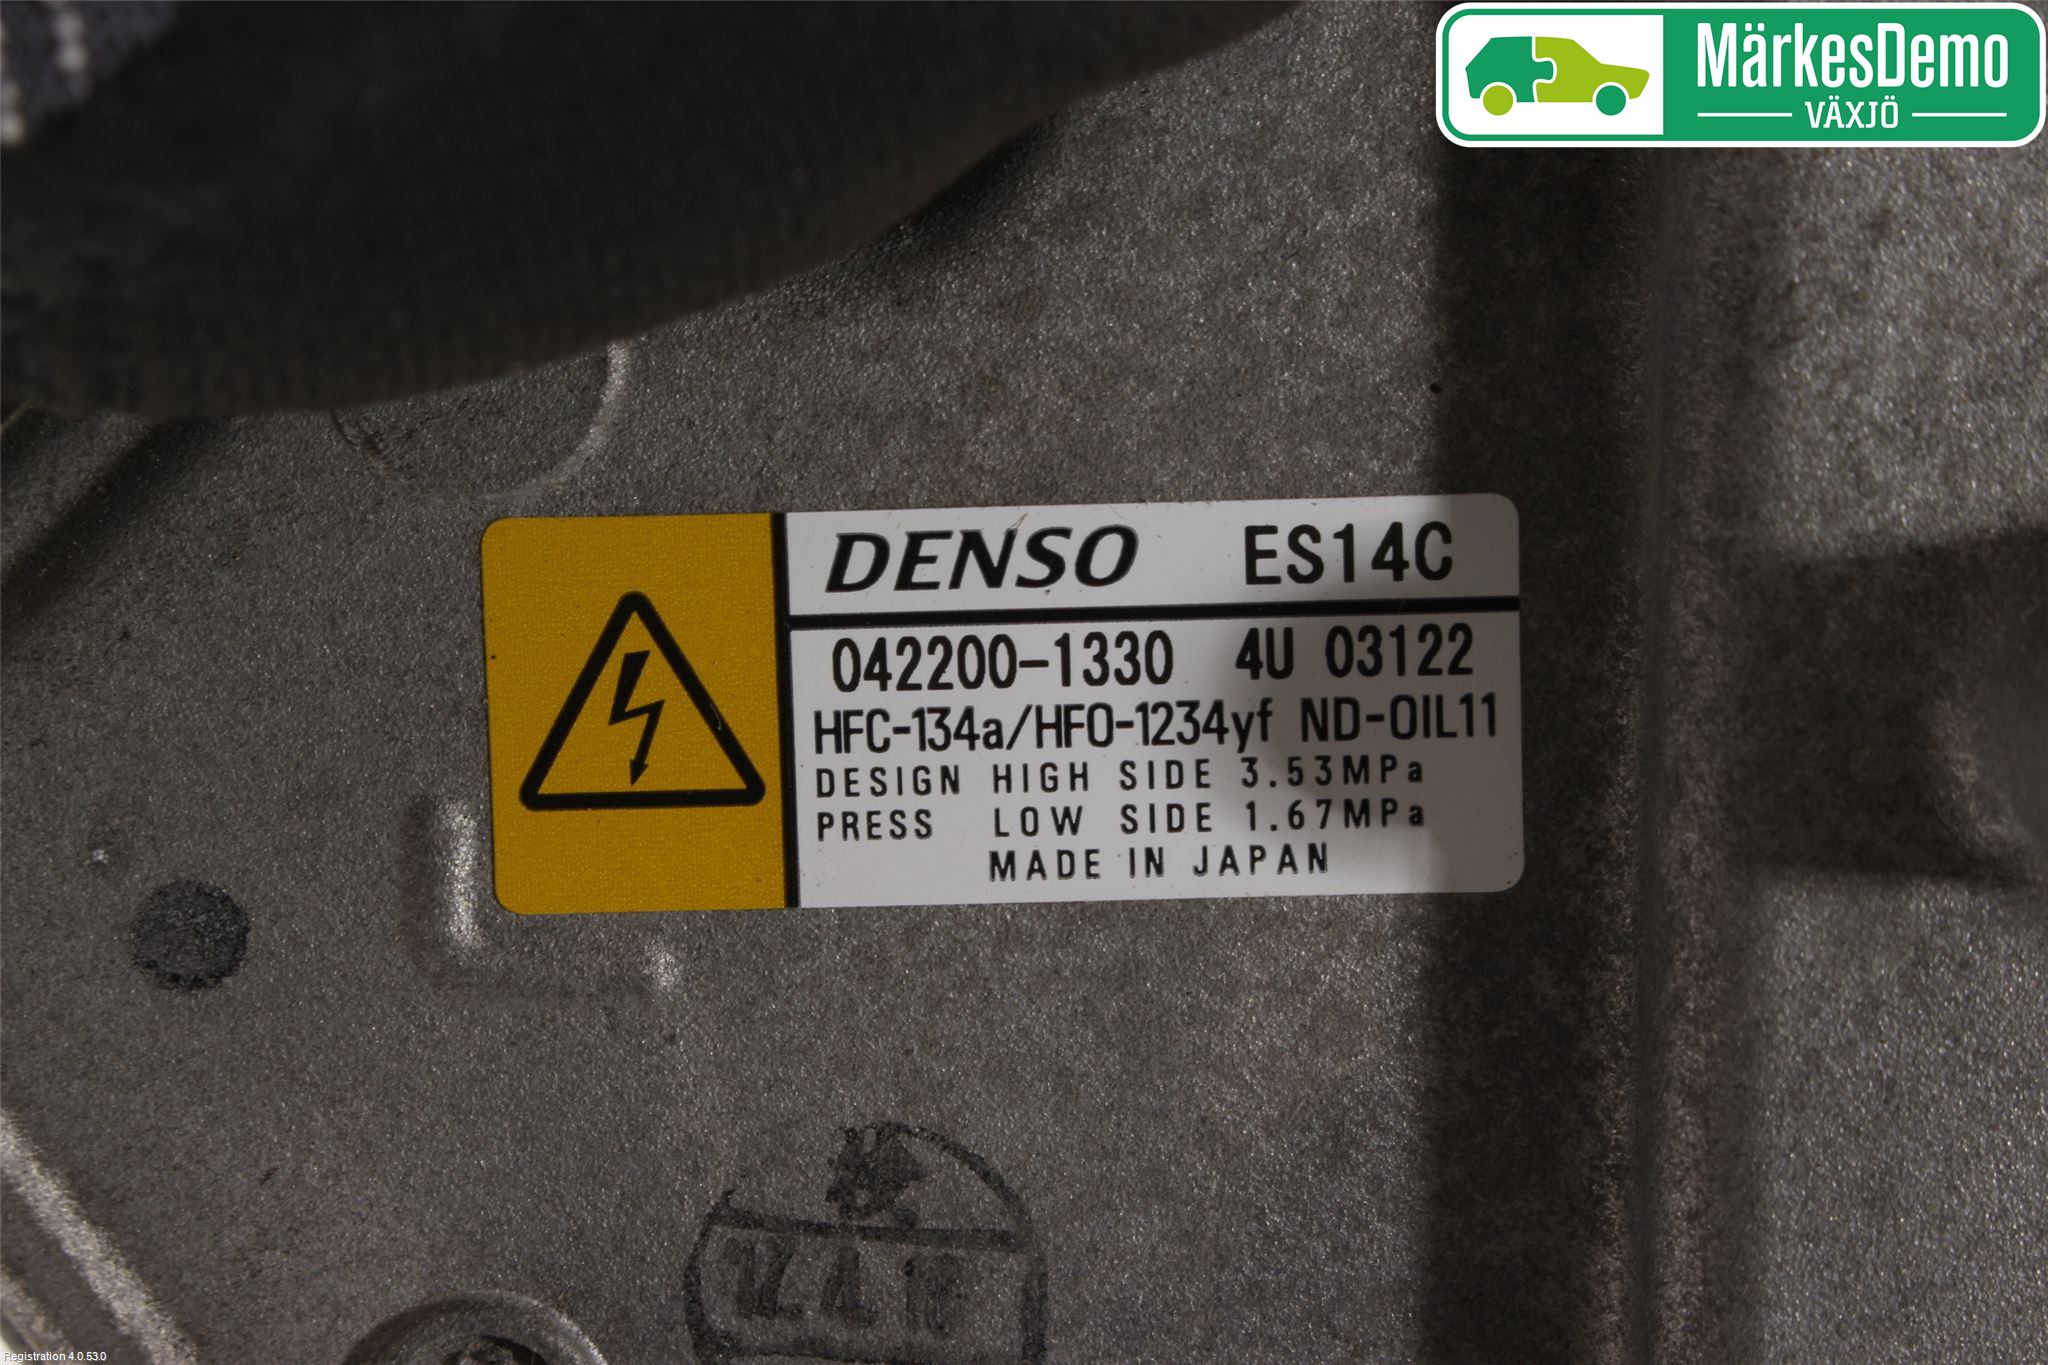 MärkesDemo
VÄXJÖ
DENSO ES14C
042200-1330 4U 03122
HFC-134a/HFO-1234yf ND-OIL11
DESIGN HIGH SIDE 3.53MPa
PRESS LOW SIDE 1.67MPa
MADE IN JAPAN
Registration 4.0.53.0